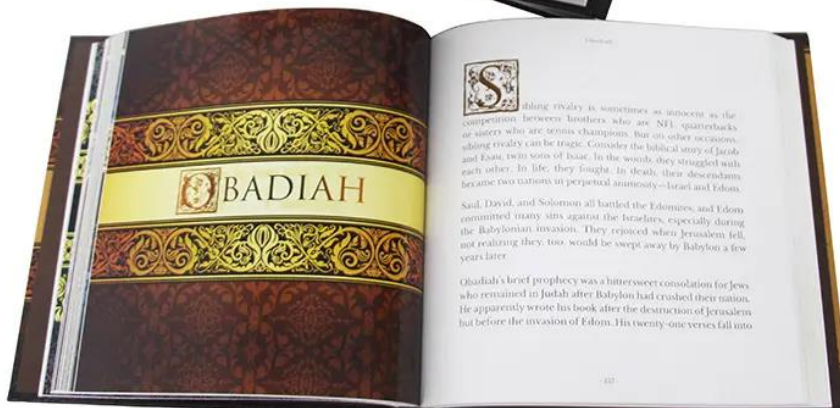 OBADIAH
Obadiah
Sibling rivalry is sometimes as innocent as the
competition between brothers who are NFL quarterbacks
or sisters who are tennis champions. But on other occasions,
sibling rivalry can be tragic. Consider the biblical story of Jacob
and Esau, twin sons of Isaac. In the womb, they struggled with
each other. In life, they fought. In death, their descendants
became two nations in perpetual animosity—Israel and Edom.
Saul, David, and Solomon all battled the Edomites, and Edom
committed many sins against the Israelites, especially during
the Babylonian invasion. They rejoiced when Jerusalem fell,
not realizing they, too, would be swept away by Babylon a few
years later.
Obadiah's brief prophecy was a bittersweet consolation for Jews
who remained in Judah after Babylon had crushed their nation.
He apparently wrote his book after the destruction of Jerusalem
but before the invasion of Edom. His twenty-one verses fall into